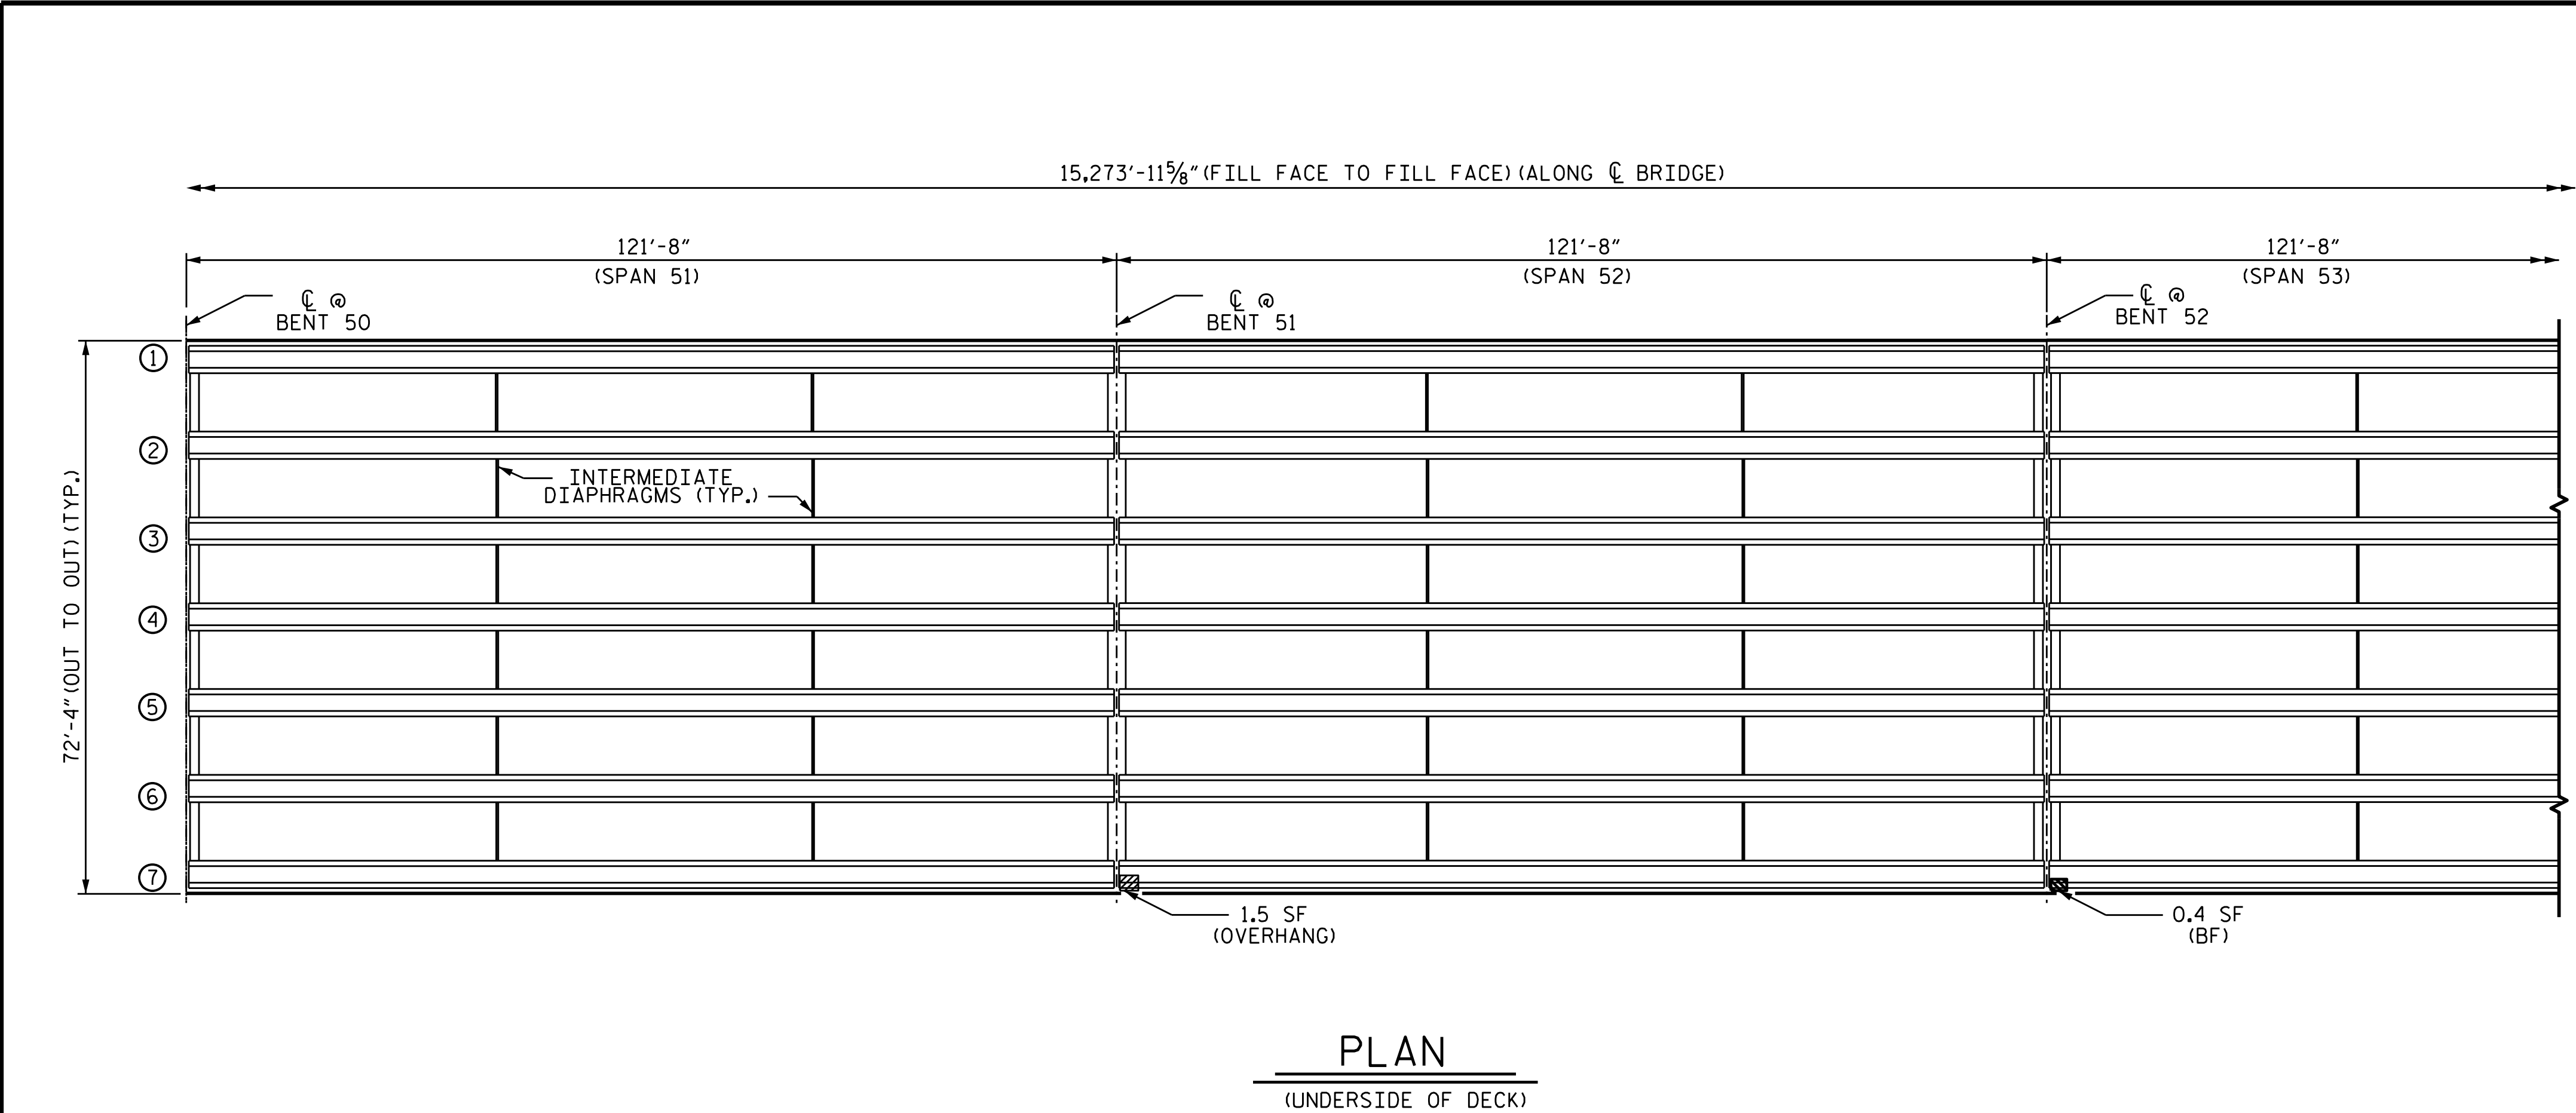 15,273'-11⅝" (FILL FACE TO FILL FACE) (ALONG ℄ BRIDGE)
121'-8"
(SPAN 51)
121'-8"
(SPAN 52)
121'-8"
(SPAN 53)
℄ @
BENT 50
℄ @
BENT 51
℄ @
BENT 52
72'-4" (OUT TO OUT) (TYP.)
1
2
3
4
5
6
7
INTERMEDIATE
DIAPHRAGMS (TYP.)
1.5 SF
(OVERHANG)
0.4 SF
(BF)
PLAN
(UNDERSIDE OF DECK)